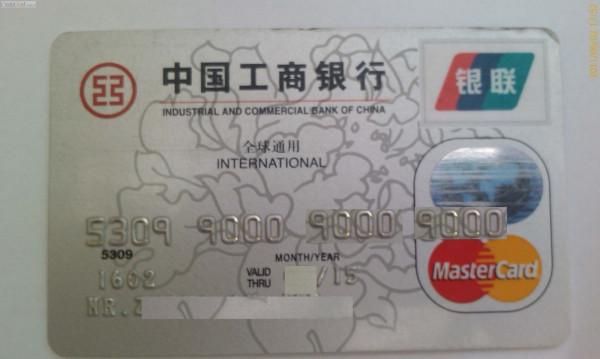 中国工商银行
INDUSTRIAL AND COMMERCIAL BANK OF CHINA
银联
全球通用
INTERNATIONAL
5309 9000 9000 9000
5309
MONTH/YEAR
1602
VALID THRU /15
MR.Z
MasterCard